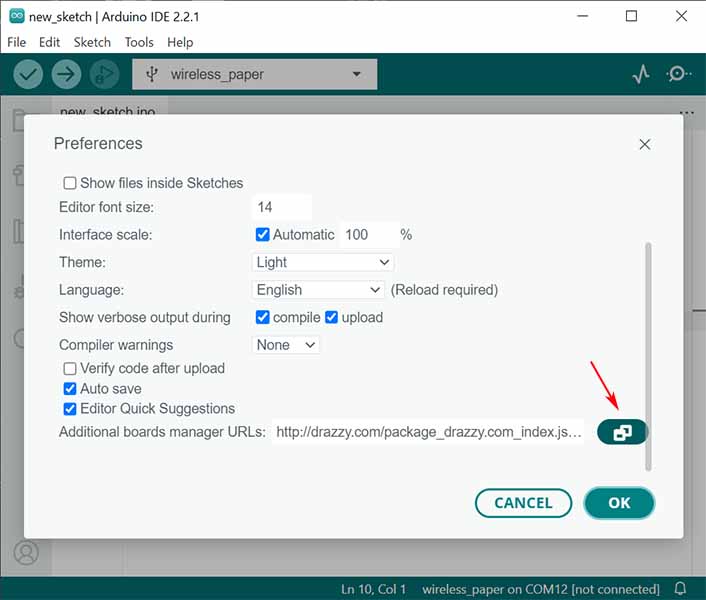 new_sketch | Arduino IDE 2.2.1
File Edit Sketch Tools Help
wireless_paper
new_sketch.ino
...
Preferences
Show files inside Sketches
Editor font size: 14
Interface scale: Automatic 100 %
Theme: Light
Language: English (Reload required)
Show verbose output during compile upload
Compiler warnings None
Verify code after upload
Auto save
Editor Quick Suggestions
Additional boards manager URLs: http://drazzy.com/package_drazzy.com_index.js…
CANCEL OK
Ln 10, Col 1 wireless_paper on COM12 [not connected]